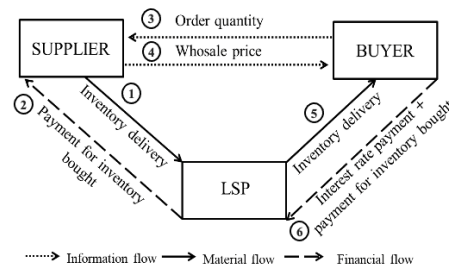 ③ Order quantity
SUPPLIER
④ Whosale price
BUYER
①
Inventory delivery
②
Payment for inventory
bought
⑤
Inventory delivery
Interest rate payment +
payment for inventory bought
⑥
LSP
Information flow
Material flow
Financial flow